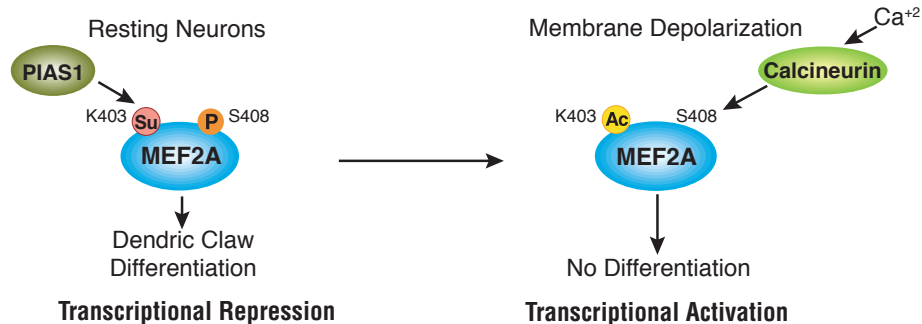 Resting Neurons
PIAS1
K403
Su
P
S408
MEF2A
Dendric Claw
Differentiation
Transcriptional Repression
Membrane Depolarization
Ca+2
Calcineurin
K403
Ac
S408
MEF2A
No Differentiation
Transcriptional Activation